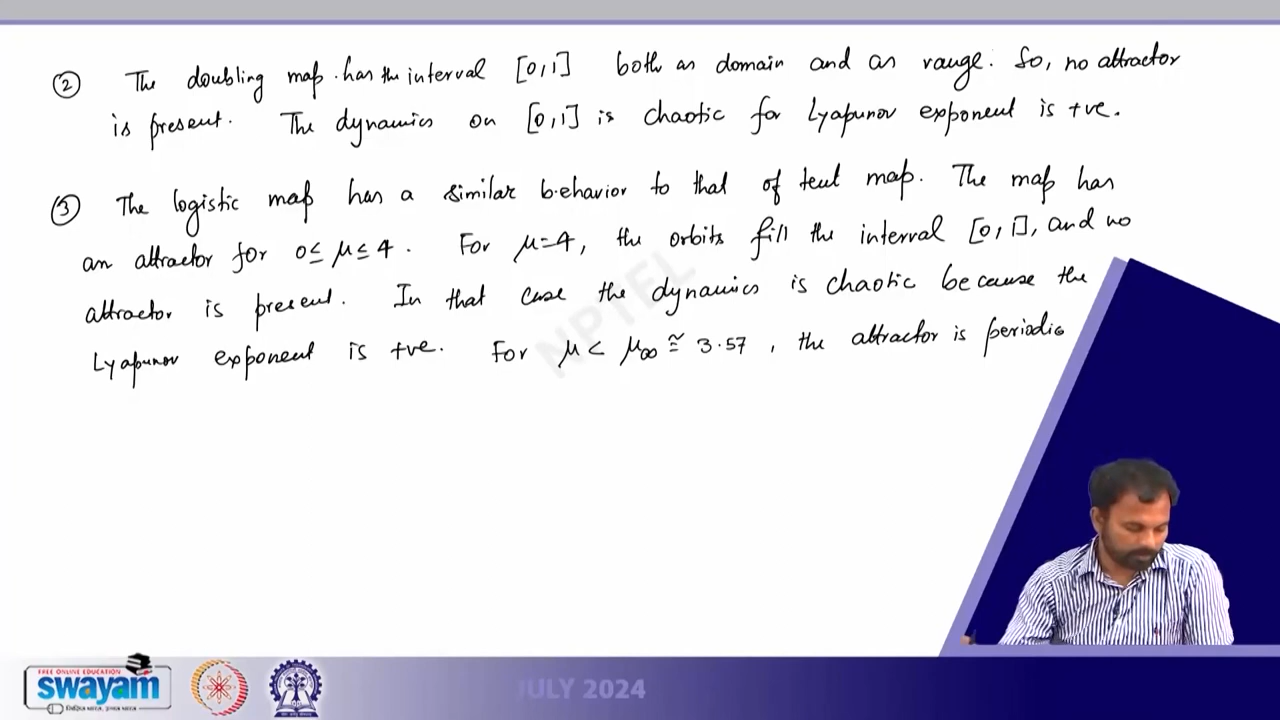 ② The doubling map has the interval [0,1] both as domain and as range. So, no attractor
is present. The dynamics on [0,1] is chaotic for Lyapunov exponent is +ve.
③ The logistic map has a similar behavior to that of tent map. The map has
an attractor for 0 ≤ μ ≤ 4. For μ=4, the orbits fill the interval [0,1], and no
attractor is present. In that case the dynamics is chaotic because the
Lyapunov exponent is +ve. For μ < μ∞ ≅ 3.57, the attractor is periodic
NPTEL
FREE ONLINE EDUCATION
swayam
JULY 2024